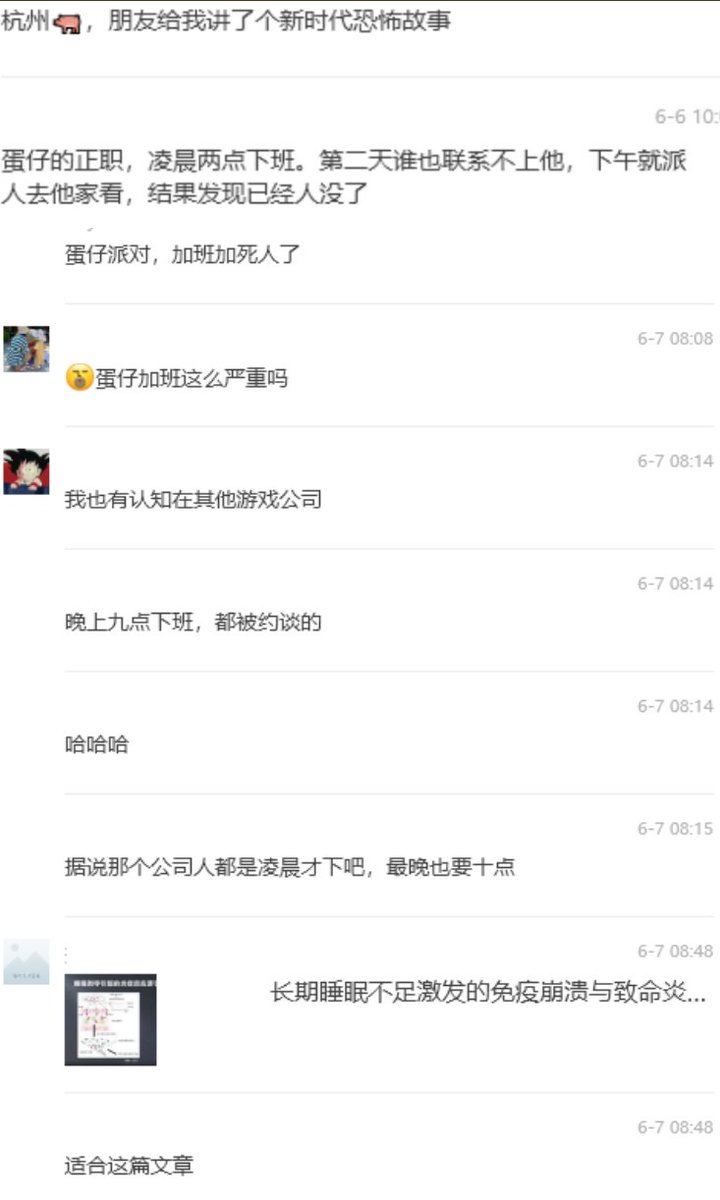 杭州🐖，朋友给我讲了个新时代恐怖故事
6-6 10:
蛋仔的正职，凌晨两点下班。第二天谁也联系不上他，下午就派
人去他家看，结果发现已经人没了
蛋仔派对，加班加死人了
6-7 08:08
😲蛋仔加班这么严重吗
6-7 08:14
我也有认知在其他游戏公司
6-7 08:14
晚上九点下班，都被约谈的
6-7 08:14
哈哈哈
6-7 08:15
据说那个公司人都是凌晨才下吧，最晚也要十点
6-7 08:48
长期睡眠不足激发的免疫崩溃与致命炎...
6-7 08:48
适合这篇文章